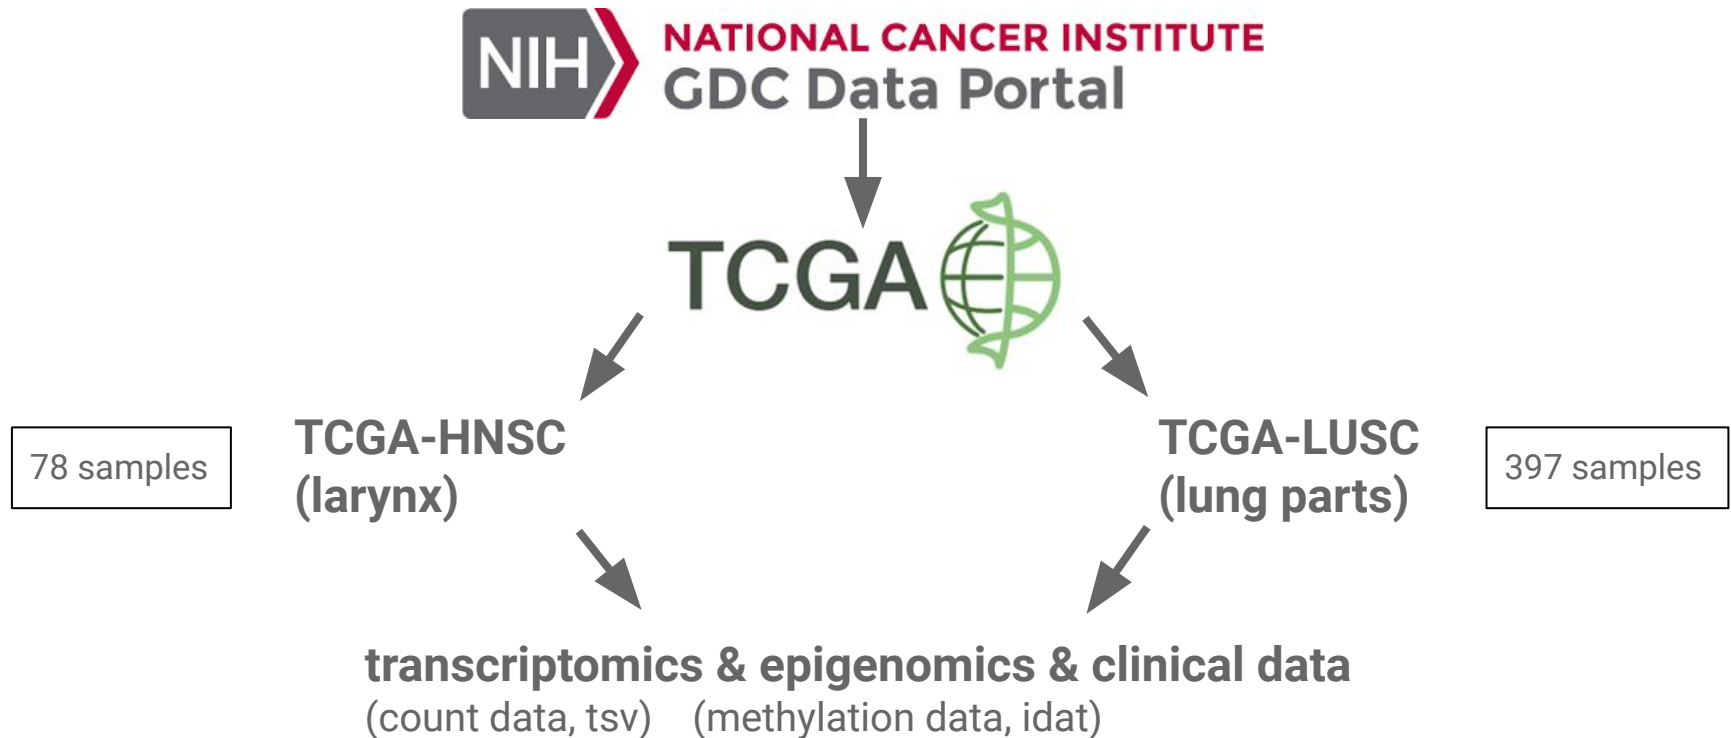 NIH NATIONAL CANCER INSTITUTE
GDC Data Portal
TCGA
TCGA-HNSC
(larynx)
78 samples
TCGA-LUSC
(lung parts)
397 samples
transcriptomics & epigenomics & clinical data
(count data, tsv) (methylation data, idat)